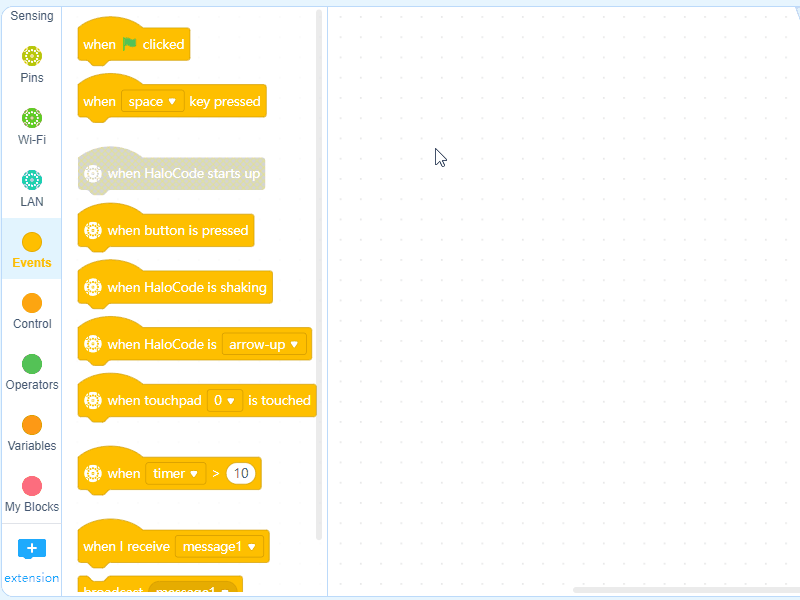 Sensing
Pins
Wi-Fi
LAN
Events
Control
Operators
Variables
My Blocks
+
extension
when clicked
when space ▼ key pressed
when HaloCode starts up
when button is pressed
when HaloCode is shaking
when HaloCode is arrow-up ▼
when touchpad 0 ▼ is touched
when timer ▼ > 10
when I receive message1 ▼
broadcast message1 ▼